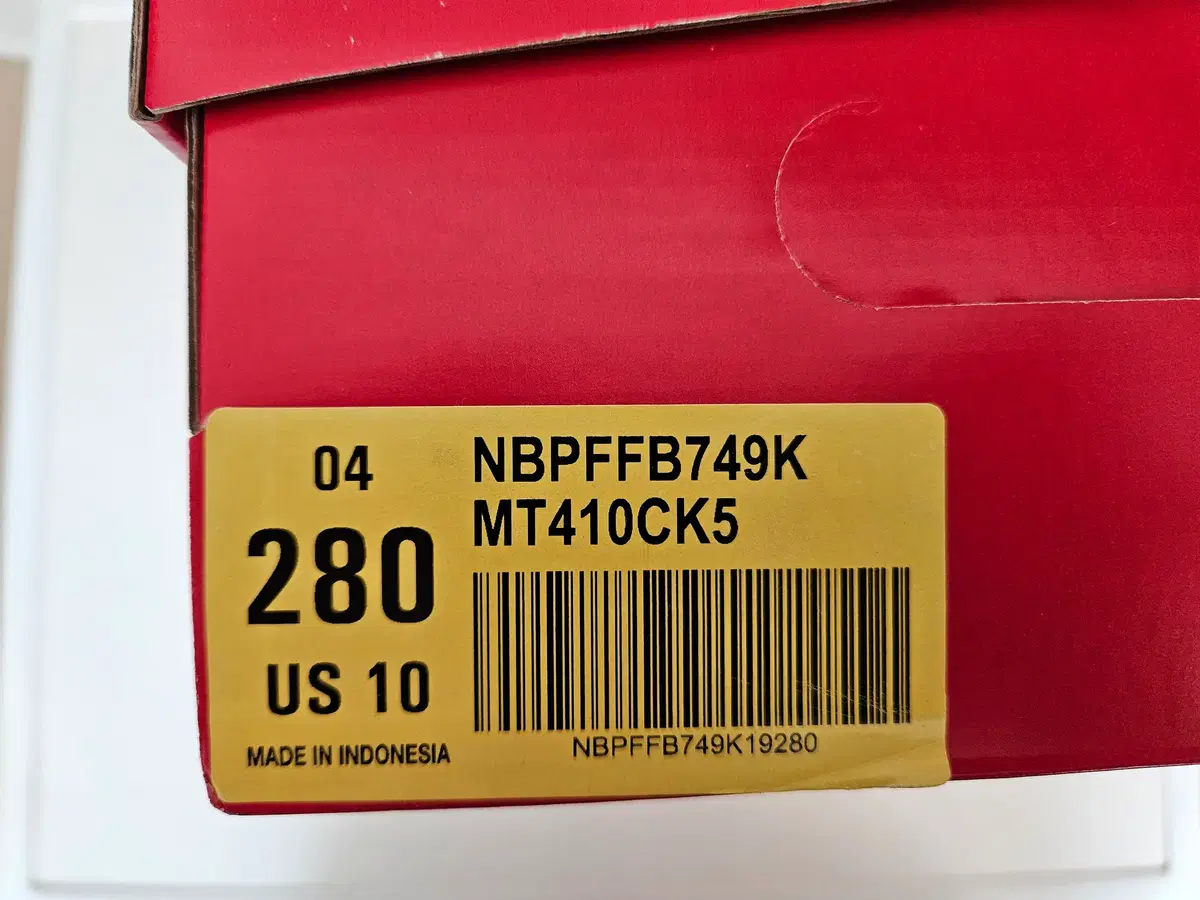 04
280
US 10
MADE IN INDONESIA
NBPFFB749K
MT410CK5
NBPFFB749K19280